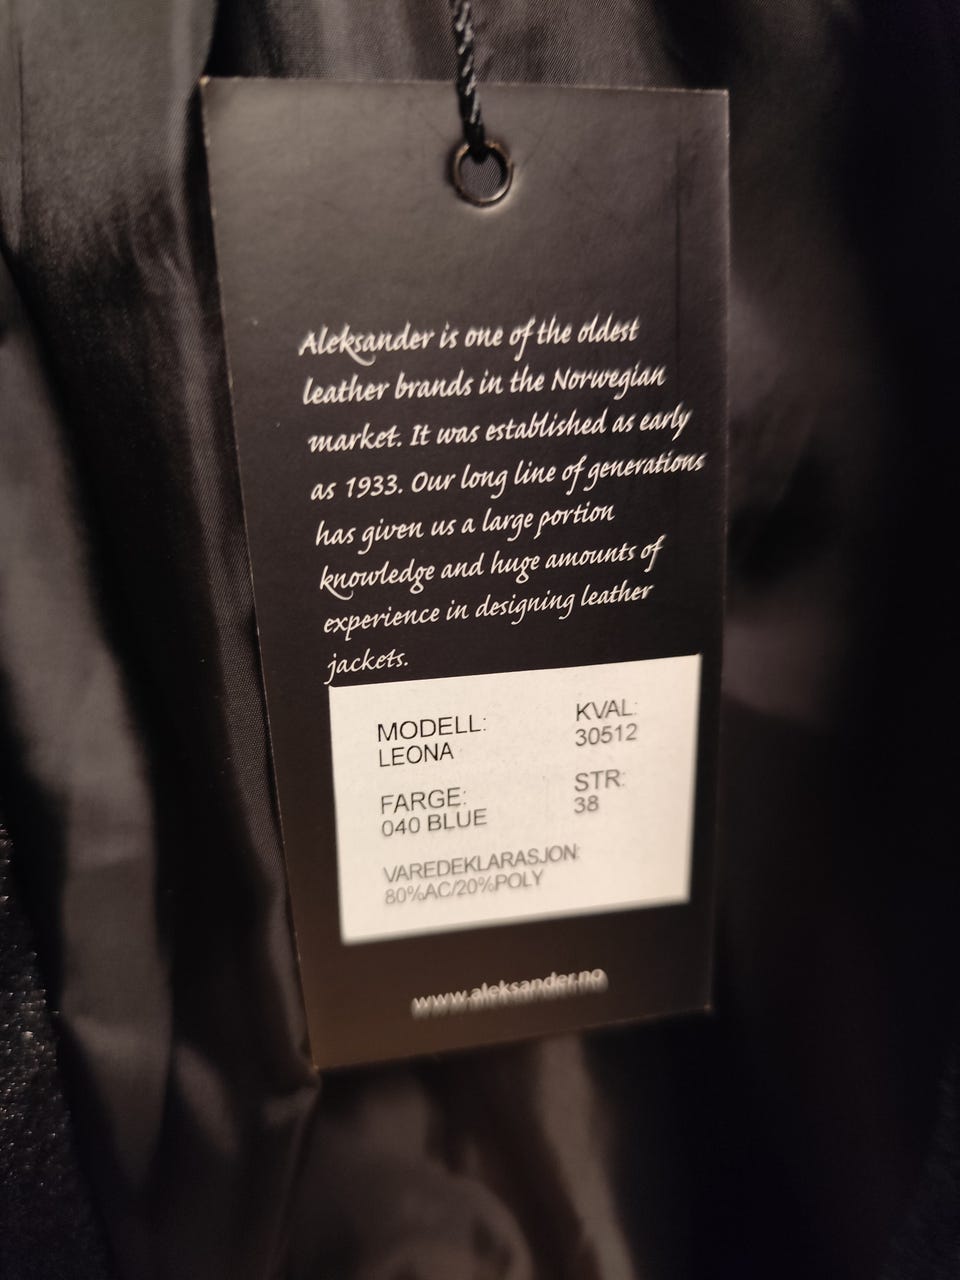 Aleksander is one of the oldest
leather brands in the Norwegian
market. It was established as early
as 1933. Our long line of generations
has given us a large portion
knowledge and huge amounts of
experience in designing leather
jackets.
MODELL: KVAL:
LEONA 30512
FARGE: STR:
040 BLUE 38
VAREDEKLARASJON:
80%AC/20%POLY
www.aleksander.no